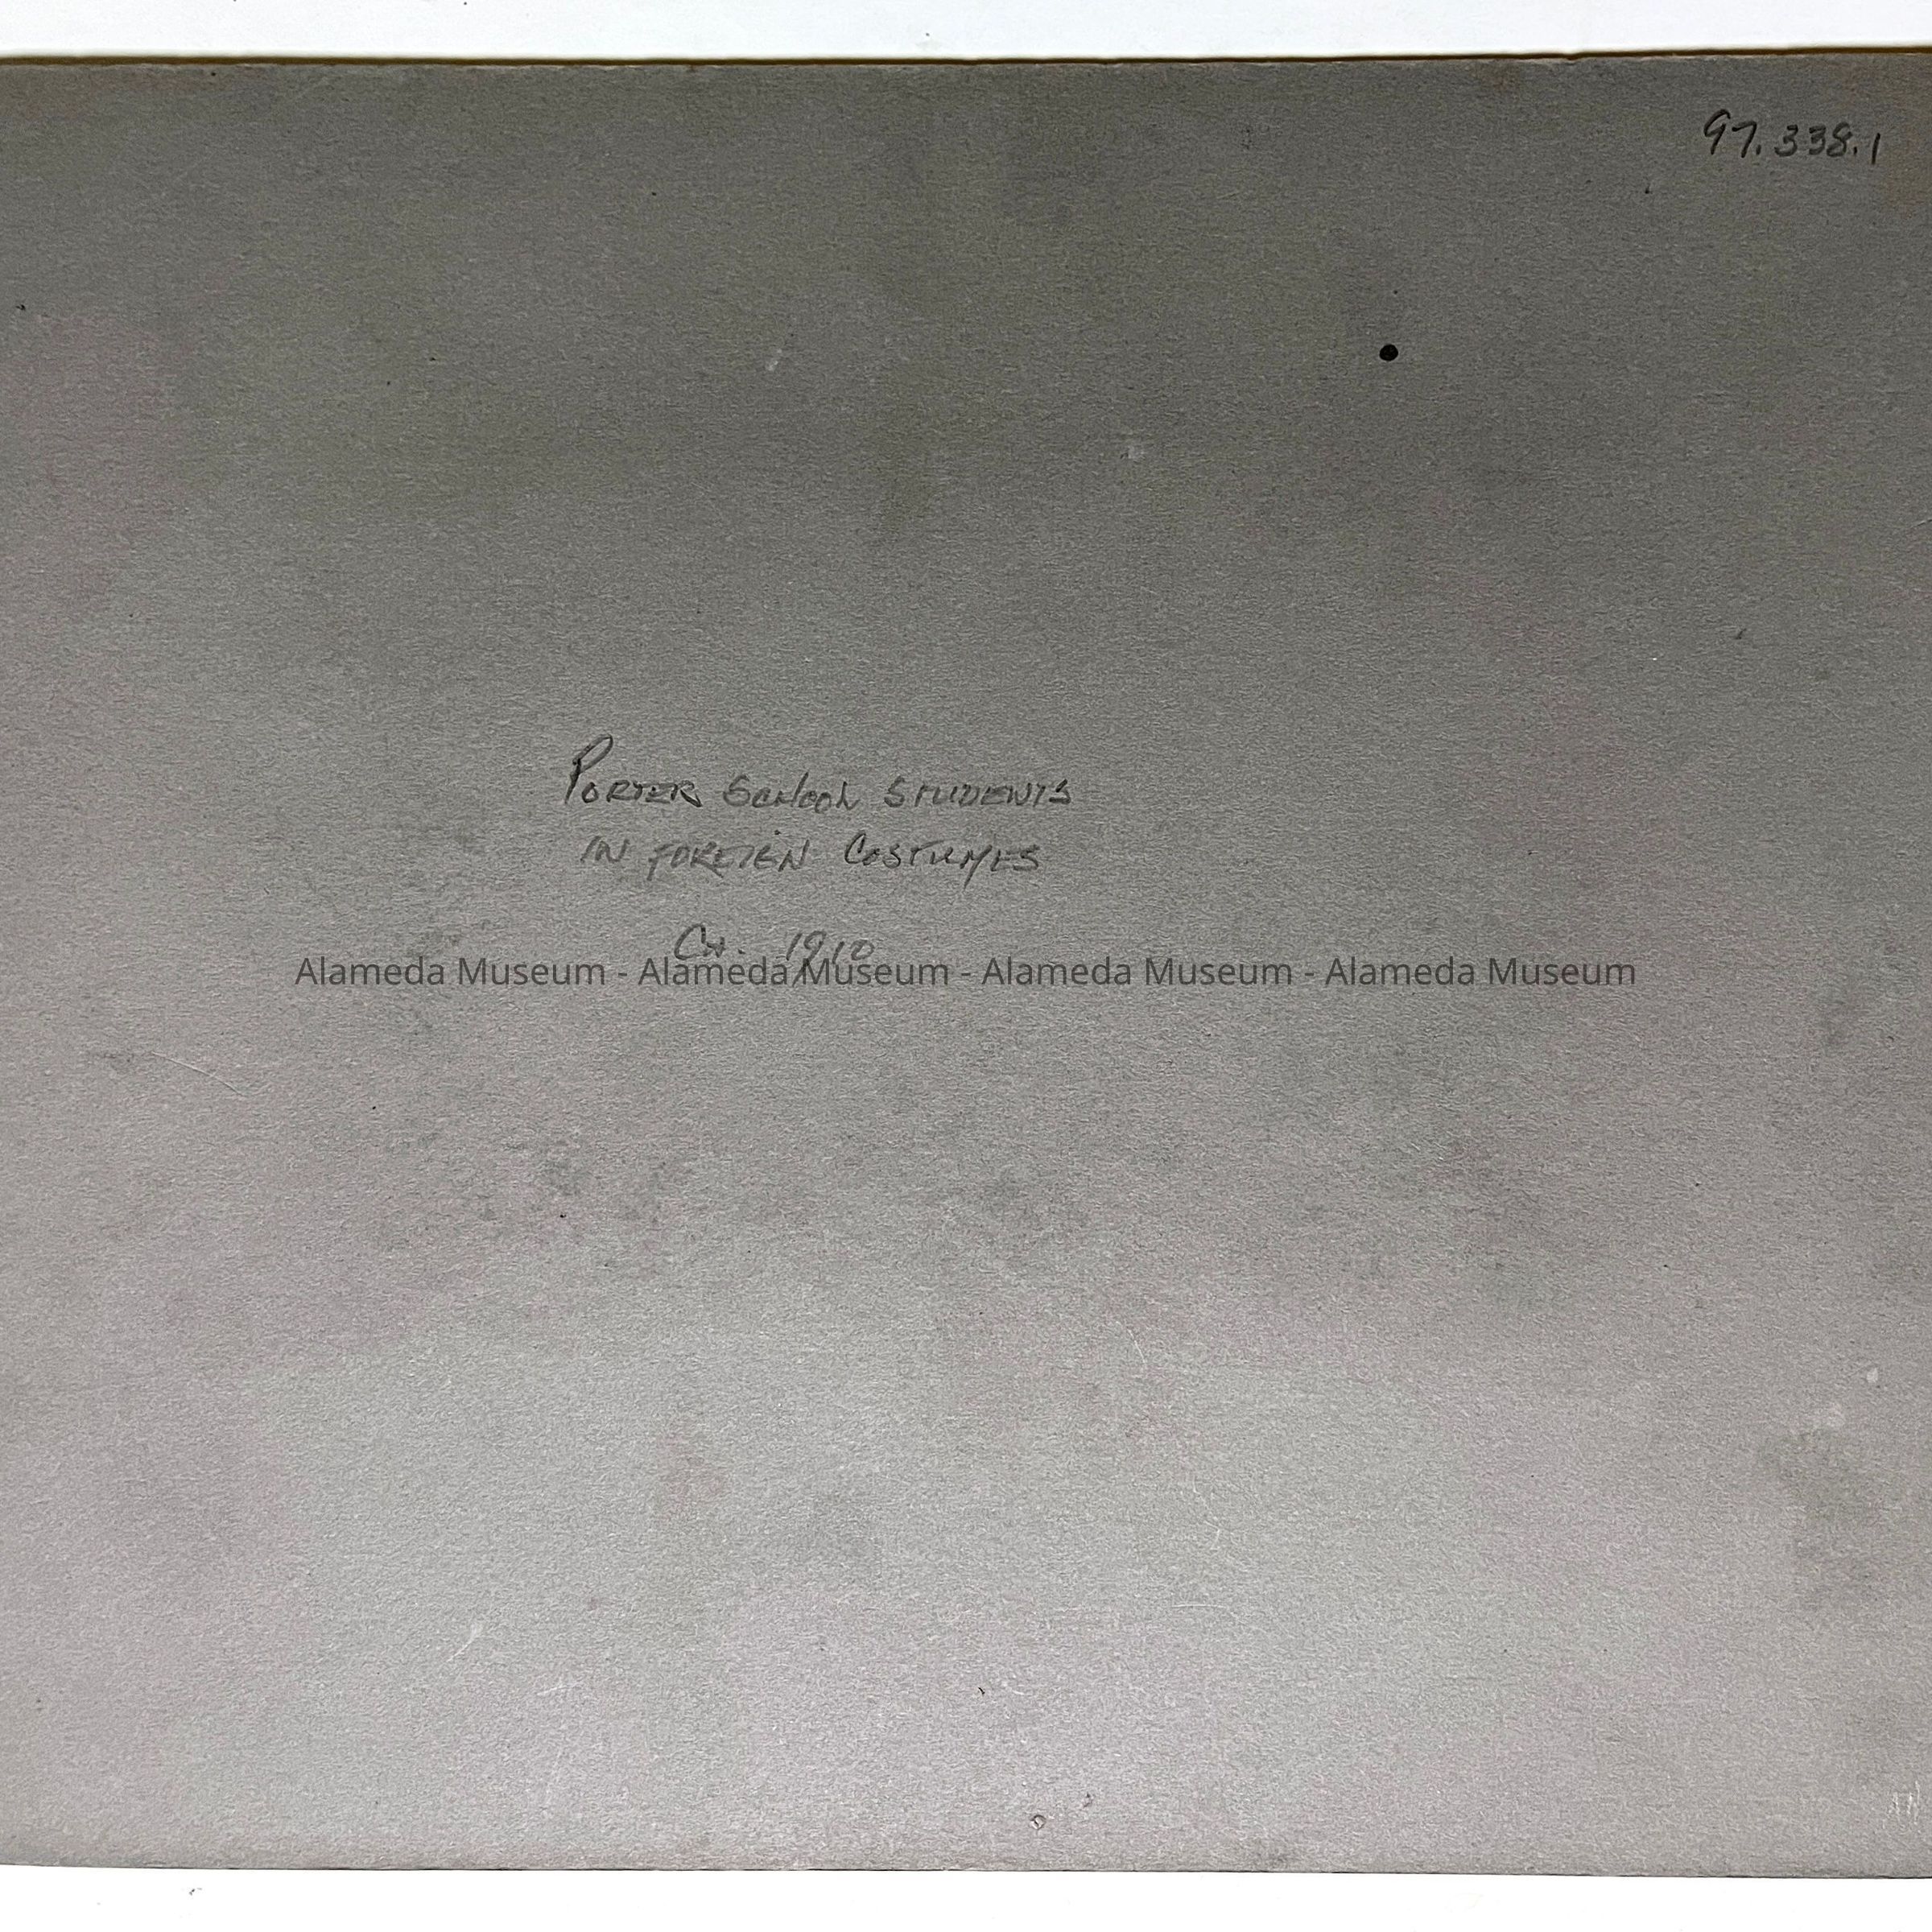 97.338.1
PORTER SCHOOL STUDENTS
IN FOREIGN COSTUMES
CA. 1910
Alameda Museum - Alameda Museum - Alameda Museum - Alameda Museum